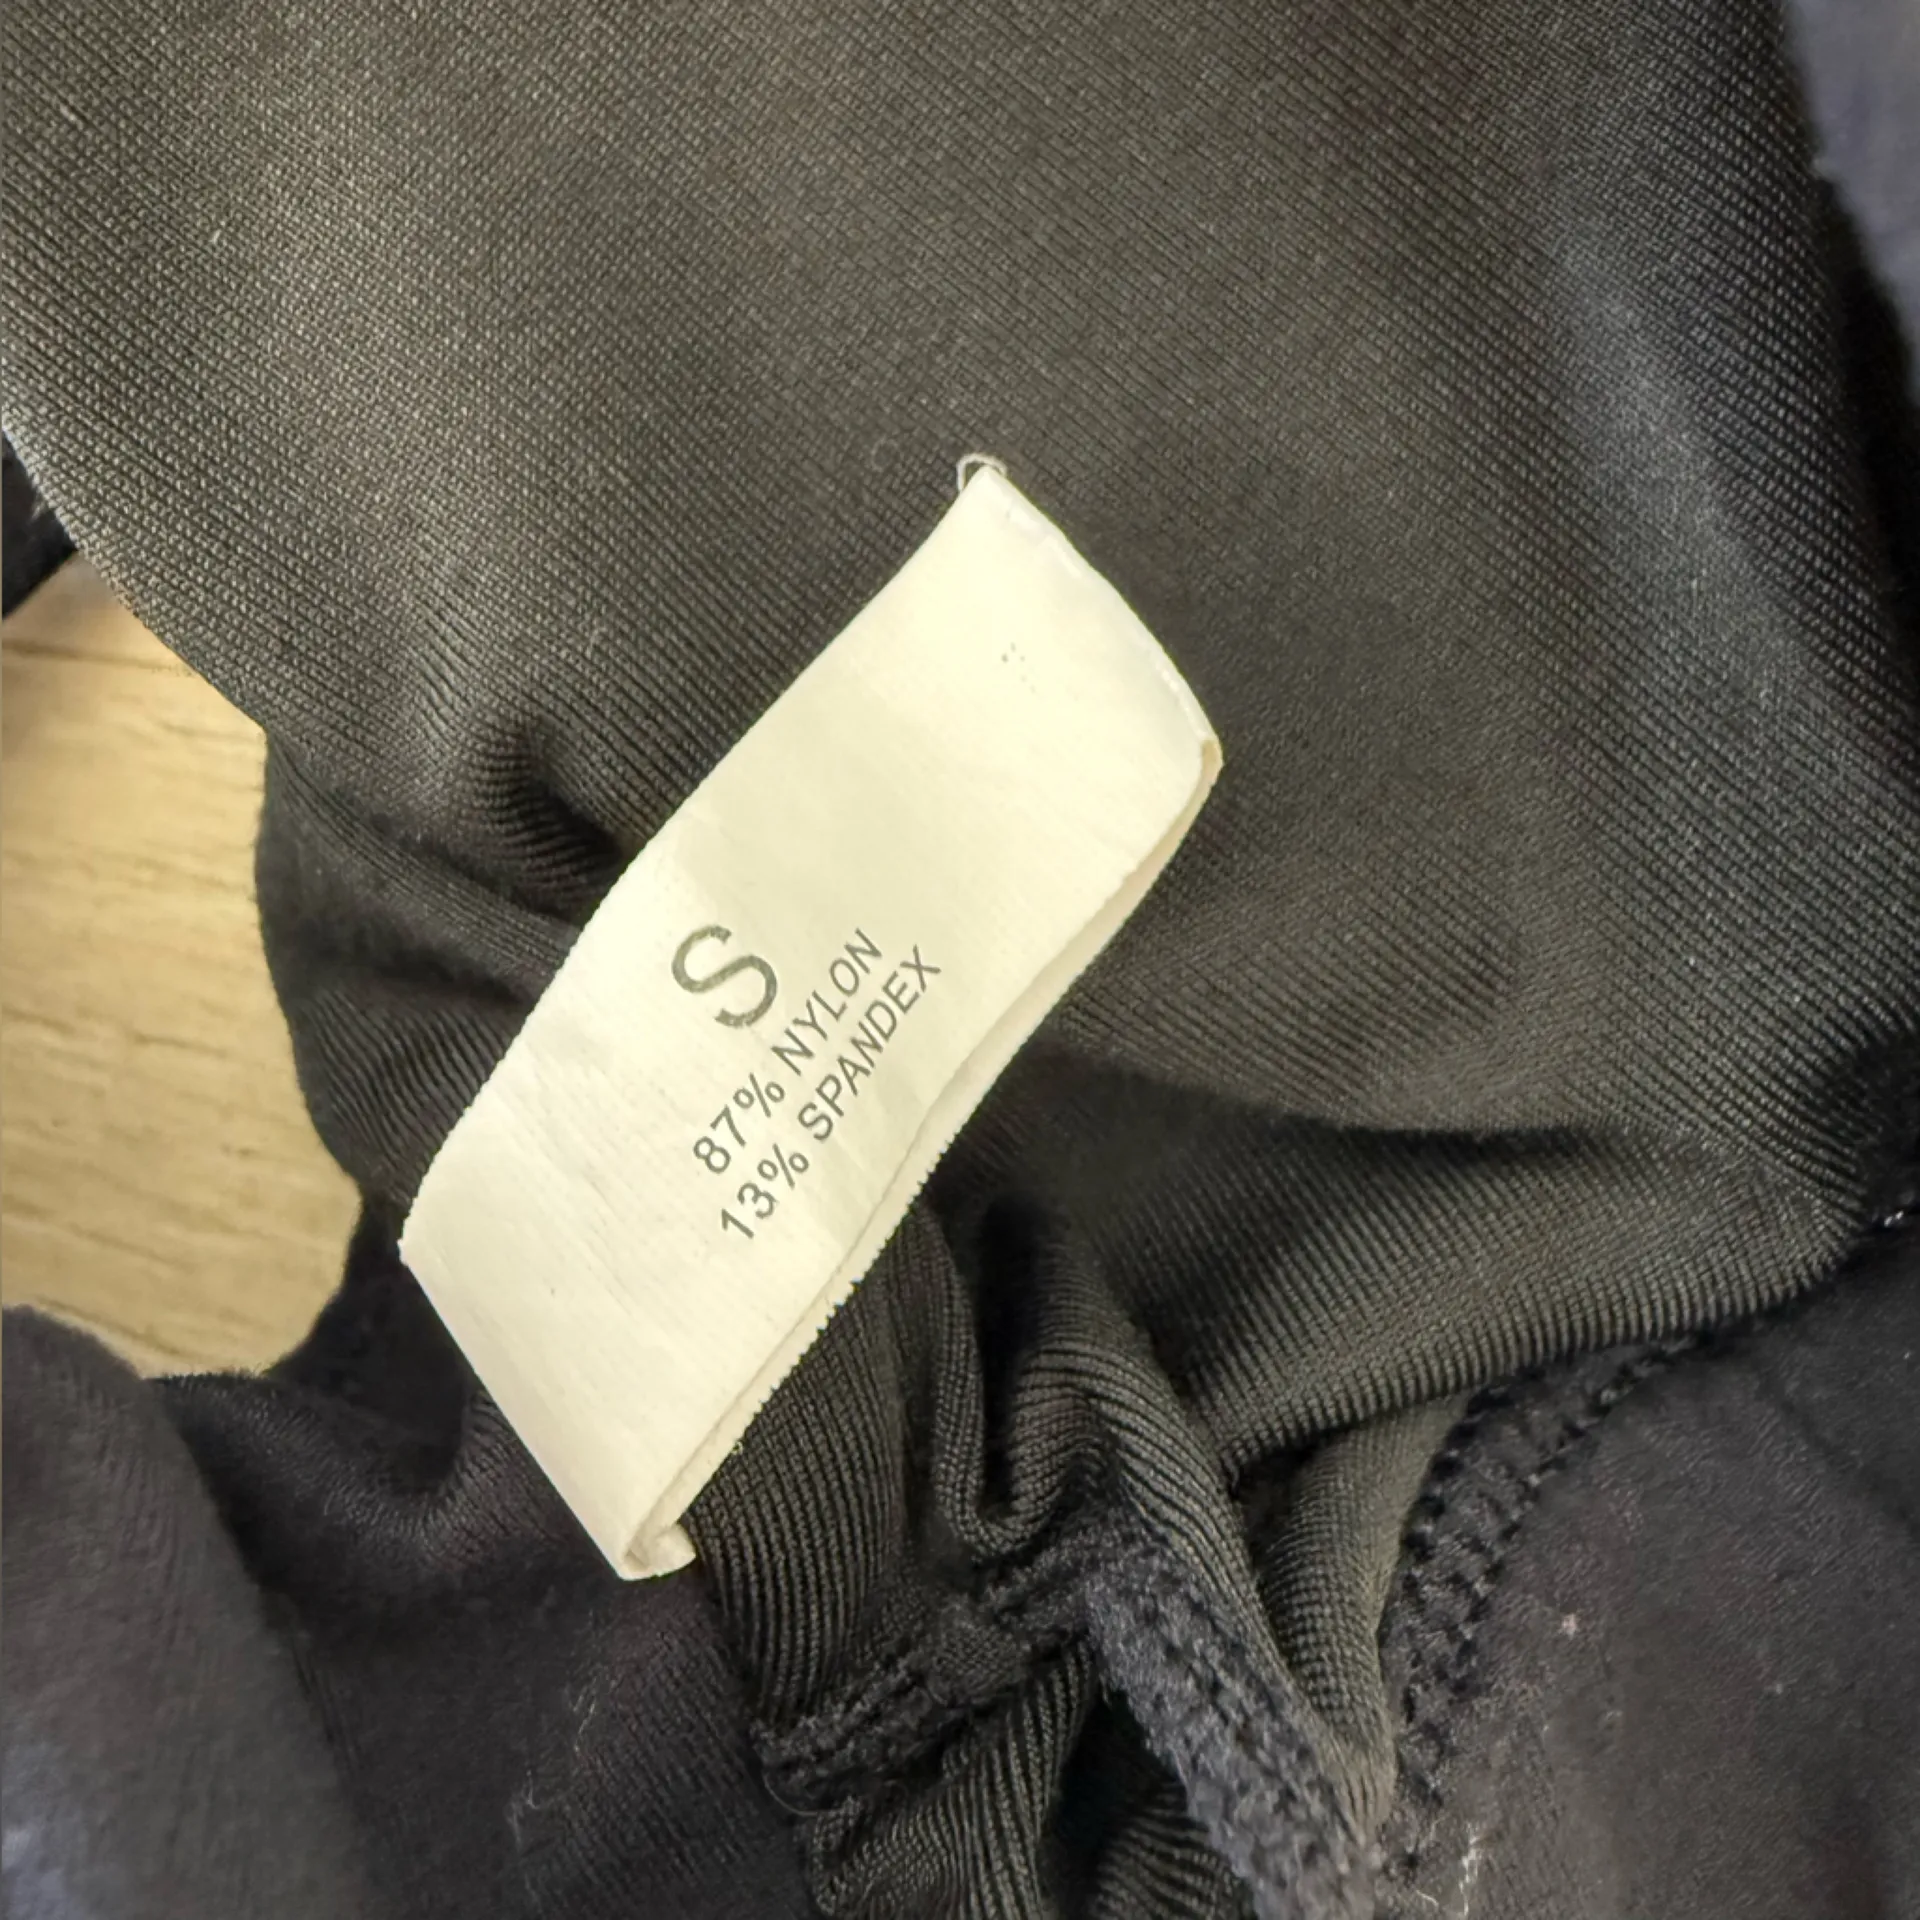 S
87% NYLON
13% SPANDEX